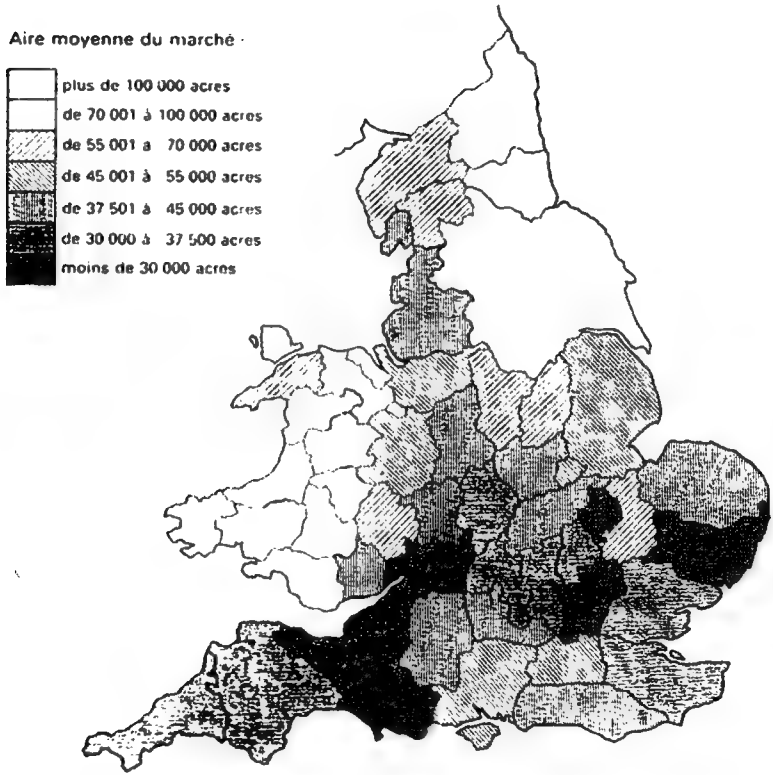 Aire moyenne du marché
plus de 100 000 acres
de 70 001 à 100 000 acres
de 55 001 a 70 000 acres
de 45 001 à 55 000 acres
de 37 501 à 45 000 acres
de 30 000 à 37 500 acres
moins de 30 000 acres